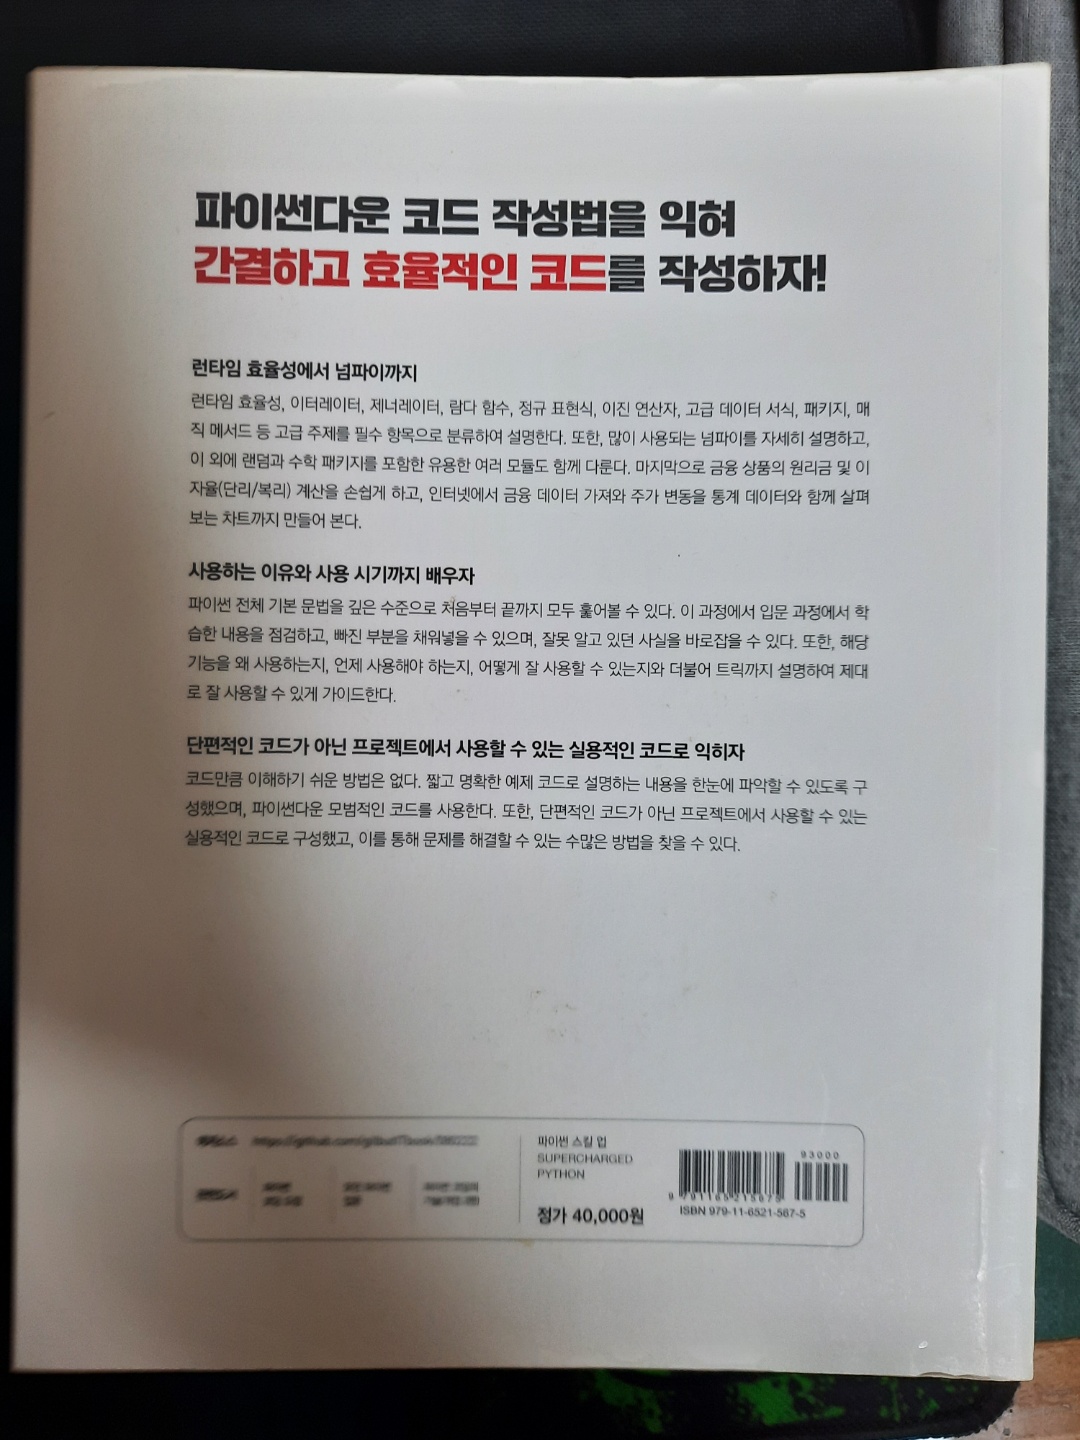 파이썬다운 코드 작성법을 익혀
간결하고 효율적인 코드를 작성하자!
런타임 효율성에서 넘파이까지
런타임 효율성, 이터레이터, 제너레이터, 람다 함수, 정규 표현식, 이진 연산자, 고급 데이터 서식, 패키지, 매
직 메서드 등 고급 주제를 필수 항목으로 분류하여 설명한다. 또한, 많이 사용되는 넘파이를 자세히 설명하고,
이 외에 랜덤과 수학 패키지를 포함한 유용한 여러 모듈도 함께 다룬다. 마지막으로 금융 상품의 원리금 및 이
자율(단리/복리) 계산을 손쉽게 하고, 인터넷에서 금융 데이터 가져와 주가 변동을 통계 데이터와 함께 살펴
보는 차트까지 만들어 본다.
사용하는 이유와 사용 시기까지 배우자
파이썬 전체 기본 문법을 깊은 수준으로 처음부터 끝까지 모두 훑어볼 수 있다. 이 과정에서 입문 과정에서 학
습한 내용을 점검하고, 빠진 부분을 채워넣을 수 있으며, 잘못 알고 있던 사실을 바로잡을 수 있다. 또한, 해당
기능을 왜 사용하는지, 언제 사용해야 하는지, 어떻게 잘 사용할 수 있는지와 더불어 트릭까지 설명하여 제대
로 잘 사용할 수 있게 가이드한다.
단편적인 코드가 아닌 프로젝트에서 사용할 수 있는 실용적인 코드로 익히자
코드만큼 이해하기 쉬운 방법은 없다. 짧고 명확한 예제 코드로 설명하는 내용을 한눈에 파악할 수 있도록 구
성했으며, 파이썬다운 모범적인 코드를 사용한다. 또한, 단편적인 코드가 아닌 프로젝트에서 사용할 수 있는
실용적인 코드로 구성했고, 이를 통해 문제를 해결할 수 있는 수많은 방법을 찾을 수 있다.
파이썬 스킬 업
SUPERCHARGED
PYTHON
정가 40,000원
93000
9 791165 215675
ISBN 979-11-6521-567-5